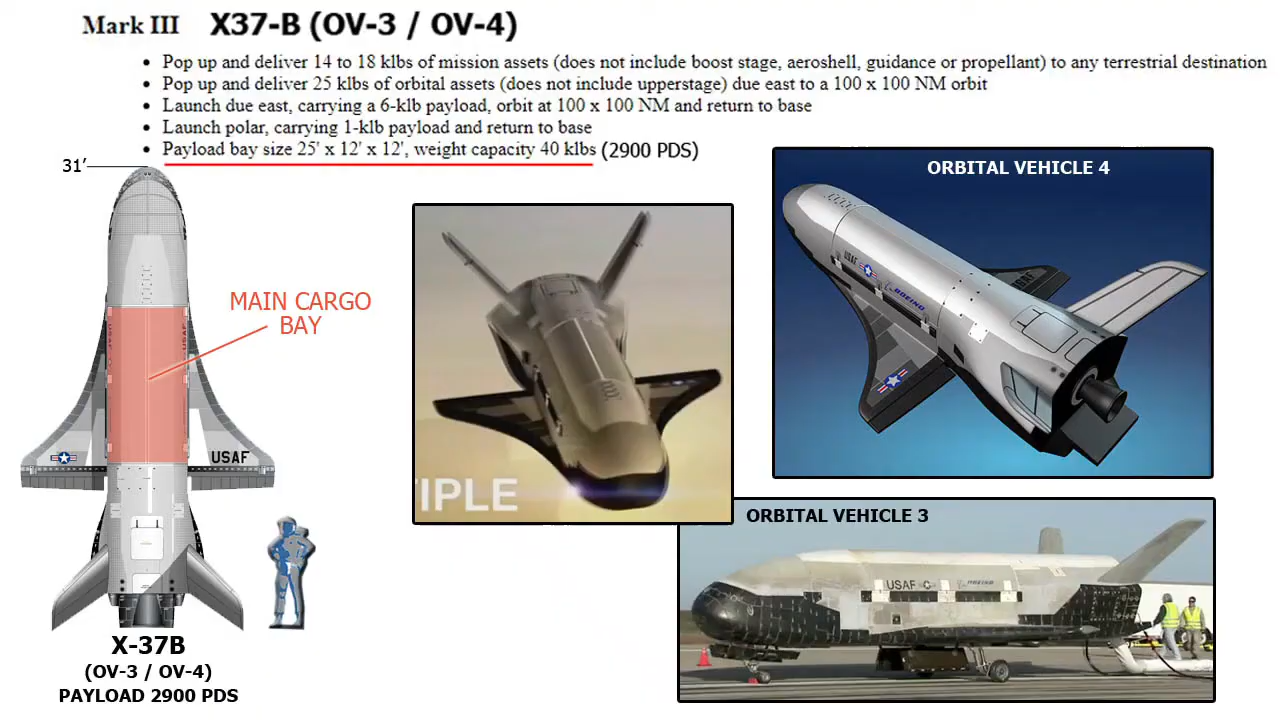 Mark III X37-B (OV-3 / OV-4)
• Pop up and deliver 14 to 18 klbs of mission assets (does not include boost stage, aeroshell, guidance or propellant) to any terrestrial destination
• Pop up and deliver 25 klbs of orbital assets (does not include upperstage) due east to a 100 x 100 NM orbit
• Launch due east, carrying a 6-klb payload, orbit at 100 x 100 NM and return to base
• Launch polar, carrying 1-klb payload and return to base
• Payload bay size 25' x 12' x 12', weight capacity 40 klbs (2900 PDS)
31'
MAIN CARGO
BAY
USAF
X-37B
(OV-3 / OV-4)
PAYLOAD 2900 PDS
TIPLE
ORBITAL VEHICLE 4
USAF
BOEING
ORBITAL VEHICLE 3
USAF
BOEING